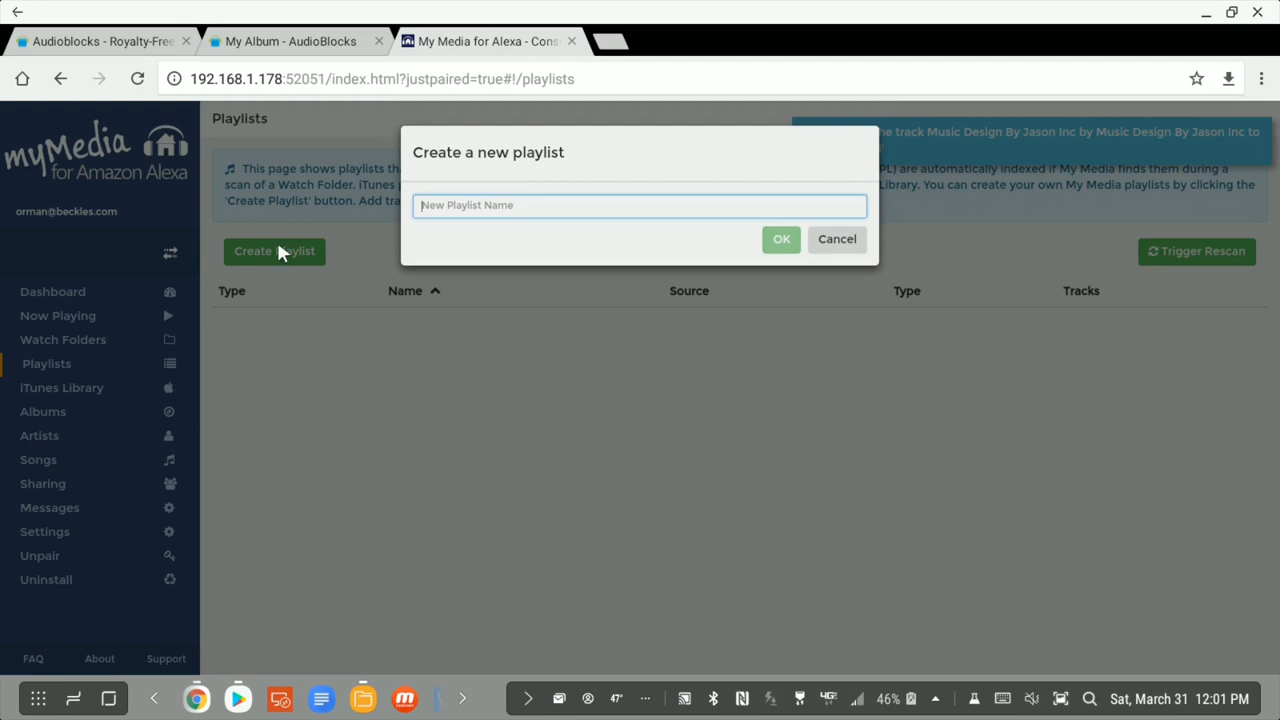 Audioblocks - Royalty-Free
My Album - AudioBlocks
My Media for Alexa - Cons
192.168.1.178:52051/index.html?justpaired=true#!/playlists
myMedia
for Amazon Alexa
orman@beckles.com
Dashboard
Now Playing
Watch Folders
Playlists
iTunes Library
Albums
Artists
Songs
Sharing
Messages
Settings
Unpair
Uninstall
FAQ About Support
Playlists
he track Music Design By Jason Inc by Music Design By Jason Inc to
This page shows playlists tha PL) are automatically indexed if My Media finds them during a
scan of a Watch Folder. iTunes Library. You can create your own My Media playlists by clicking the
'Create Playlist' button. Add tra
Create a new playlist
New Playlist Name
OK Cancel
Create Playlist
Trigger Rescan
Type Name Source Type Tracks
47° 4G 46% Sat, March 31 12:01 PM